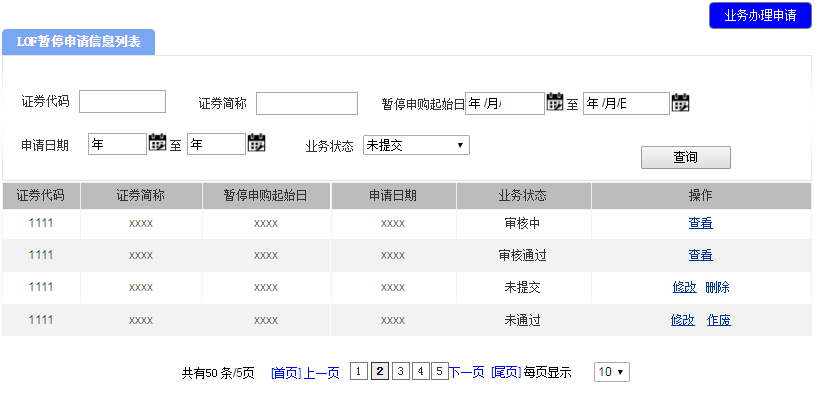 业务办理申请
LOF暂停申请信息列表
证券代码 证券简称 暂停申购起始日 年 /月/ 至 年 /月/
申请日期 年 至 年 业务状态 未提交
查询
证券代码 证券简称 暂停申购起始日 申请日期 业务状态 操作
1111 xxxx xxxx xxxx 审核中 查看
1111 xxxx xxxx xxxx 审核通过 查看
1111 xxxx xxxx xxxx 未提交 修改 删除
1111 xxxx xxxx xxxx 未通过 修改 作废
共有50 条/5页 [首页] 上一页 1 2 3 4 5 下一页 [尾页] 每页显示 10